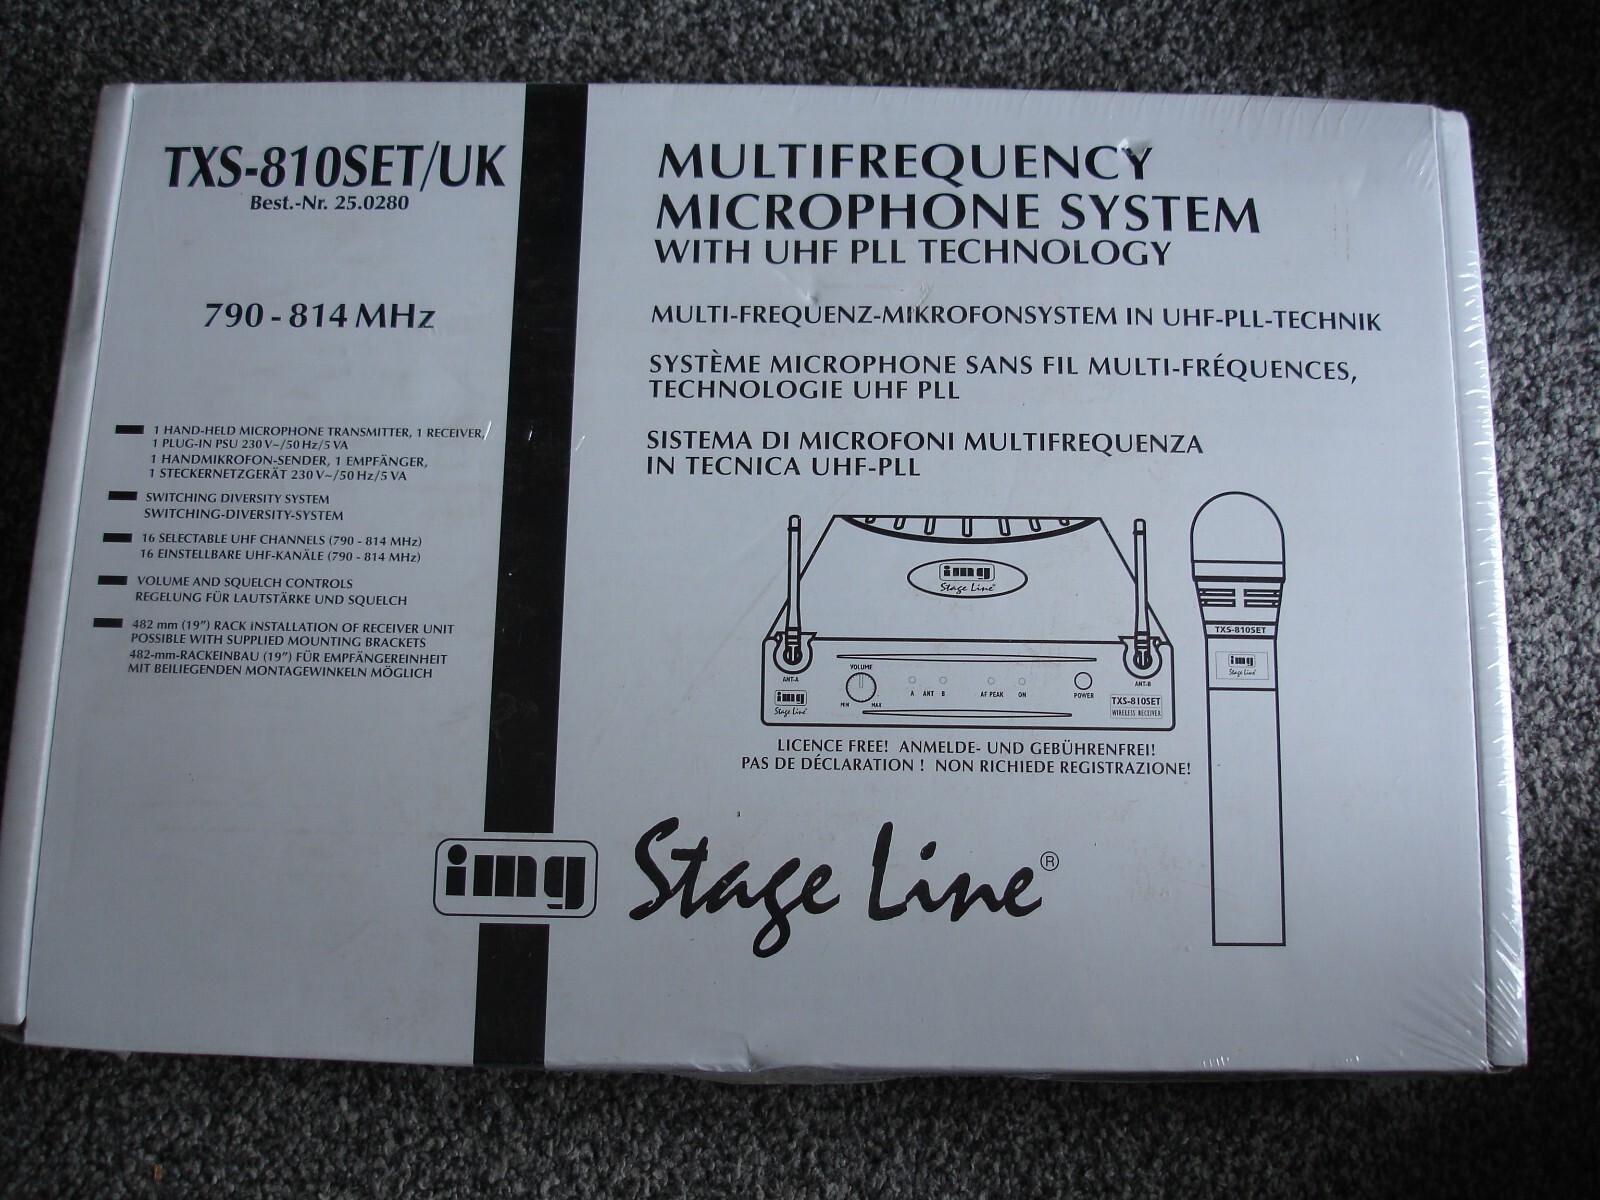 TXS-810SET/UK
Best.-Nr. 25.0280
790 - 814 MHz
1 HAND-HELD MICROPHONE TRANSMITTER, 1 RECEIVER,
1 PLUG-IN PSU 230 V~/50 Hz/5 VA
1 HANDMIKROFON-SENDER, 1 EMPFÄNGER,
1 STECKERNETZGERÄT 230 V~/50 Hz/5 VA
SWITCHING DIVERSITY SYSTEM
SWITCHING-DIVERSITY-SYSTEM
16 SELECTABLE UHF CHANNELS (790 - 814 MHz)
16 EINSTELLBARE UHF-KANÄLE (790 - 814 MHz)
VOLUME AND SQUELCH CONTROLS
REGELUNG FÜR LAUTSTÄRKE UND SQUELCH
482 mm (19") RACK INSTALLATION OF RECEIVER UNIT
POSSIBLE WITH SUPPLIED MOUNTING BRACKETS
482-mm-RACKEINBAU (19") FÜR EMPFÄNGEREINHEIT
MIT BEILIEGENDEN MONTAGEWINKELN MÖGLICH
MULTIFREQUENCY
MICROPHONE SYSTEM
WITH UHF PLL TECHNOLOGY
MULTI-FREQUENZ-MIKROFONSYSTEM IN UHF-PLL-TECHNIK
SYSTÈME MICROPHONE SANS FIL MULTI-FRÉQUENCES,
TECHNOLOGIE UHF PLL
SISTEMA DI MICROFONI MULTIFREQUENZA
IN TECNICA UHF-PLL
img
Stage Line
ANT-A
VOLUME
MIN MAX
A ANT B
AF PEAK ON
POWER
ANT-B
img
Stage Line
TXS-810SET
WIRELESS RECEIVER
TXS-810SET
img
Stage Line
LICENCE FREE! ANMELDE- UND GEBÜHRENFREI!
PAS DE DÉCLARATION ! NON RICHIEDE REGISTRAZIONE!
img Stage Line®